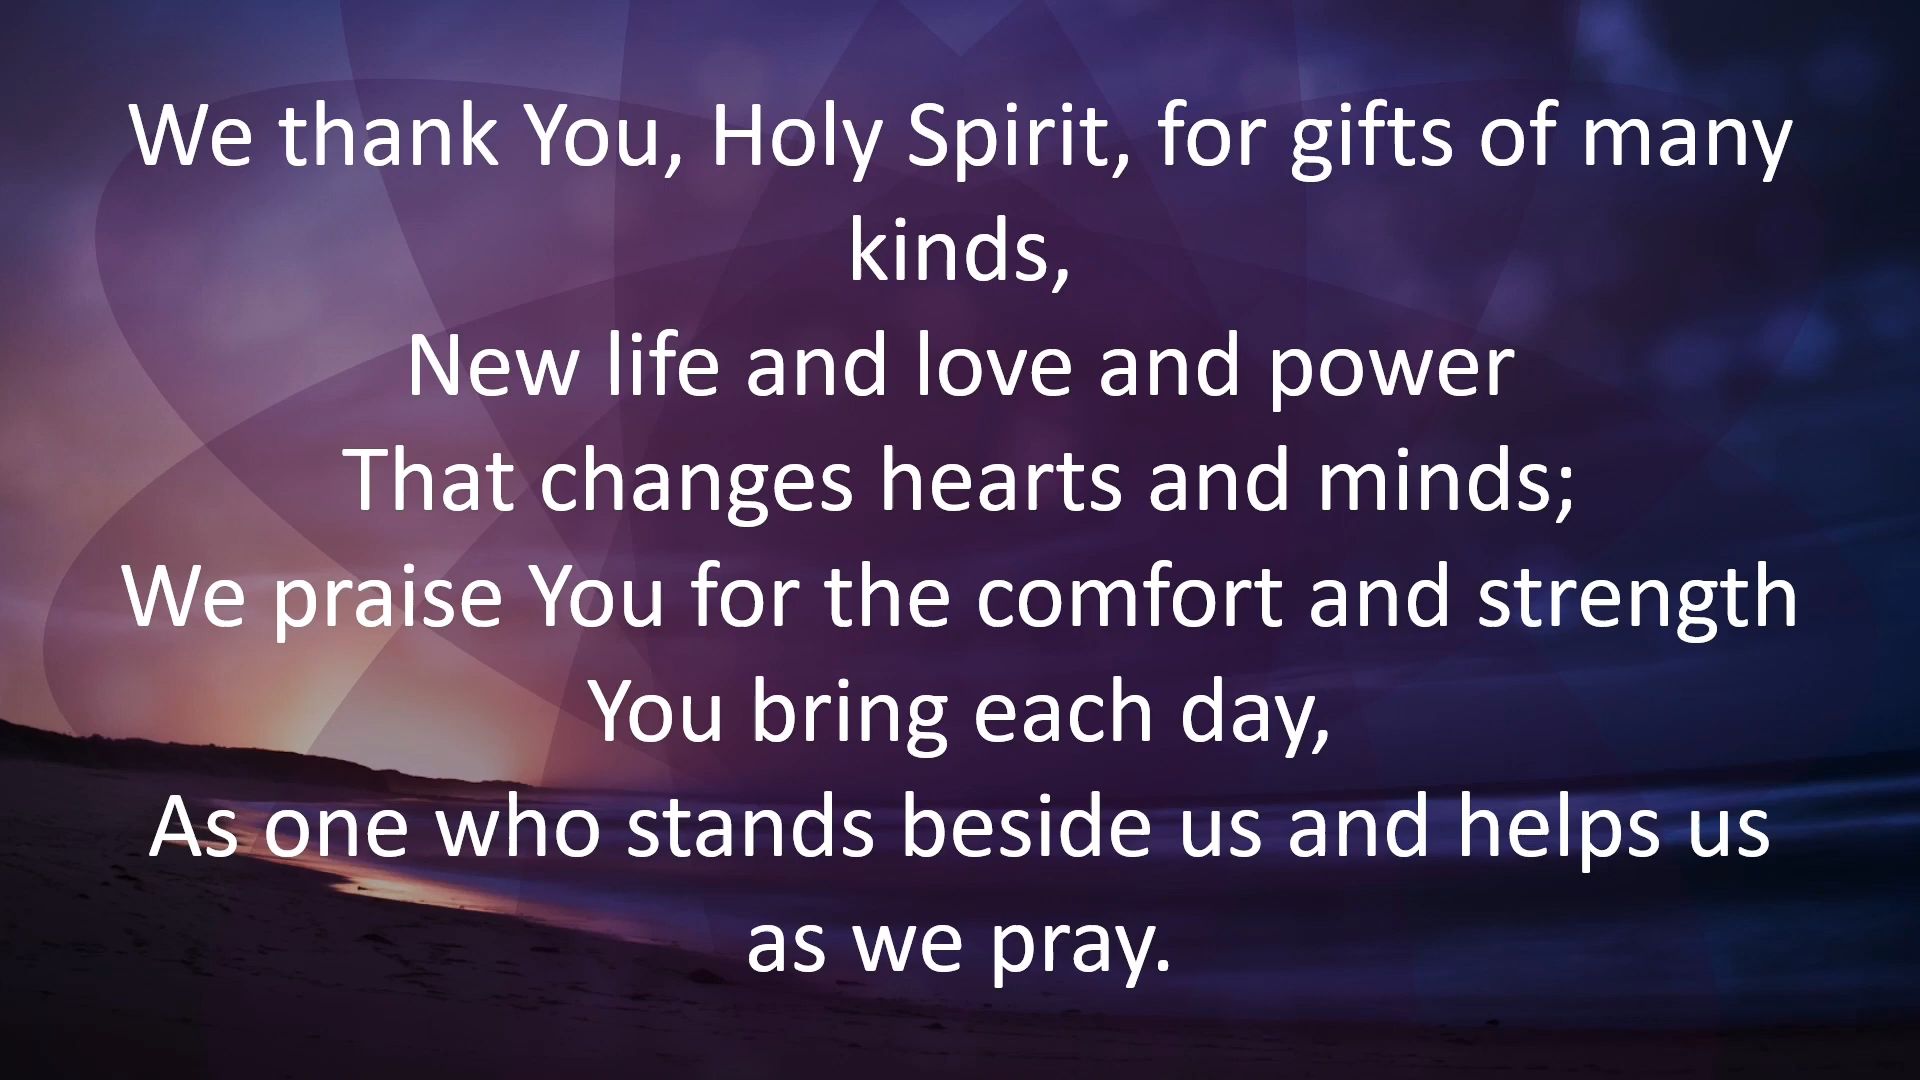 We thank You, Holy Spirit, for gifts of many
kinds,
New life and love and power
That changes hearts and minds;
We praise You for the comfort and strength
You bring each day,
As one who stands beside us and helps us
as we pray.